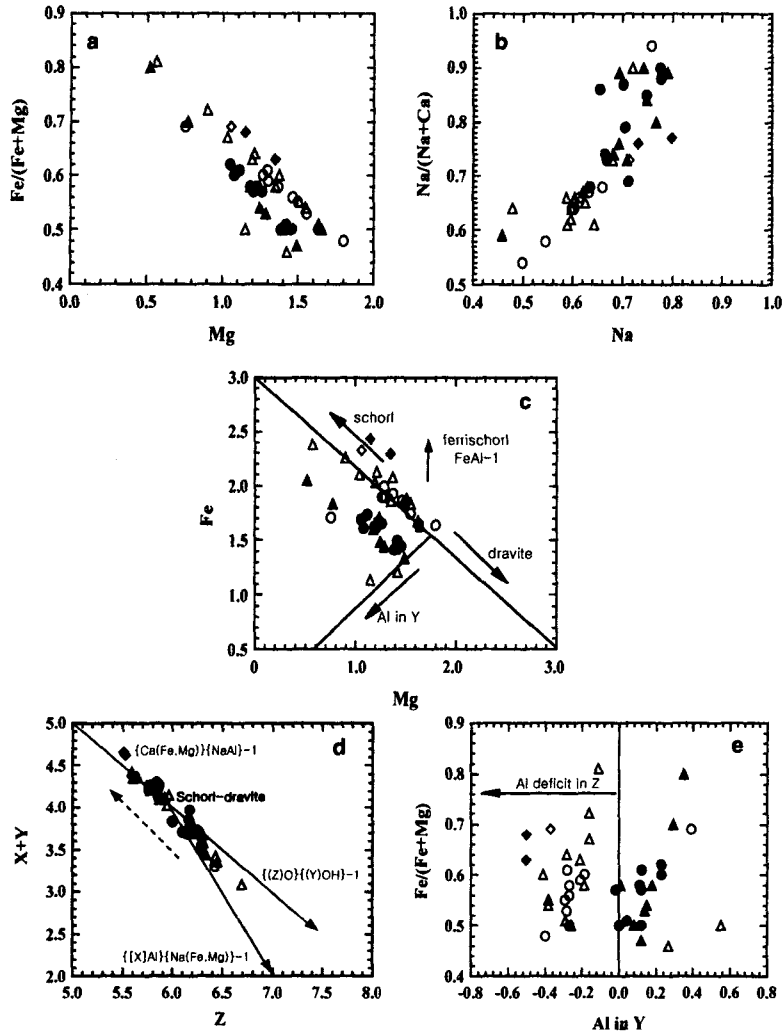 a
Fe/(Fe+Mg)
0.9
0.8
0.7
0.6
0.5
0.4
0.0 0.5 1.0 1.5 2.0
Mg
b
Na/(Na+Ca)
1.0
0.9
0.8
0.7
0.6
0.5
0.4 0.5 0.6 0.7 0.8 0.9 1.0
Na
c
Fe
3.0
2.5
2.0
1.5
1.0
0.5
0 1.0 2.0 3.0
Mg
schorl
ferrischorl
FeAl-1
dravite
Al in Y
d
X+Y
5.0
4.5
4.0
3.5
3.0
2.5
2.0
5.0 5.5 6.0 6.5 7.0 7.5 8.0
Z
{Ca(Fe.Mg)}{NaAl}-1
Schorl-dravite
{(Z)O}{(Y)OH}-1
{[X]Al}{Na(Fe.Mg)}-1
e
Fe/(Fe+Mg)
0.9
0.8
0.7
0.6
0.5
0.4
-0.8 -0.6 -0.4 -0.2 0.0 0.2 0.4 0.6 0.8
Al in Y
Al deficit in Z